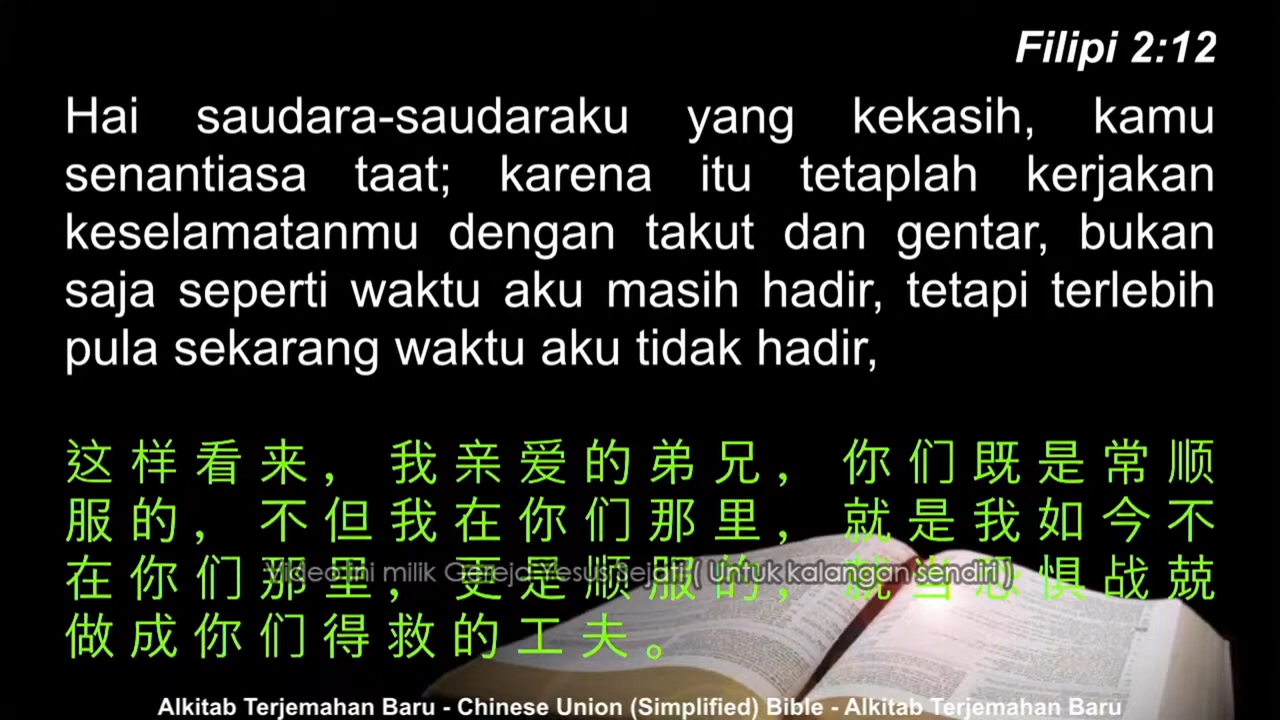 Filipi 2:12
Hai saudara-saudaraku yang kekasih, kamu
senantiasa taat; karena itu tetaplah kerjakan
keselamatanmu dengan takut dan gentar, bukan
saja seperti waktu aku masih hadir, tetapi terlebih
pula sekarang waktu aku tidak hadir,
这样看来，我亲爱的弟兄，你们既是常顺
服的，不但我在你们那里，就是我如今不
在你们那里，更是顺服的，就当恐惧战兢
做成你们得救的工夫。
Video ini milik Gereja Yesus Sejati ( Untuk kalangan sendiri )
Alkitab Terjemahan Baru - Chinese Union (Simplified) Bible - Alkitab Terjemahan Baru